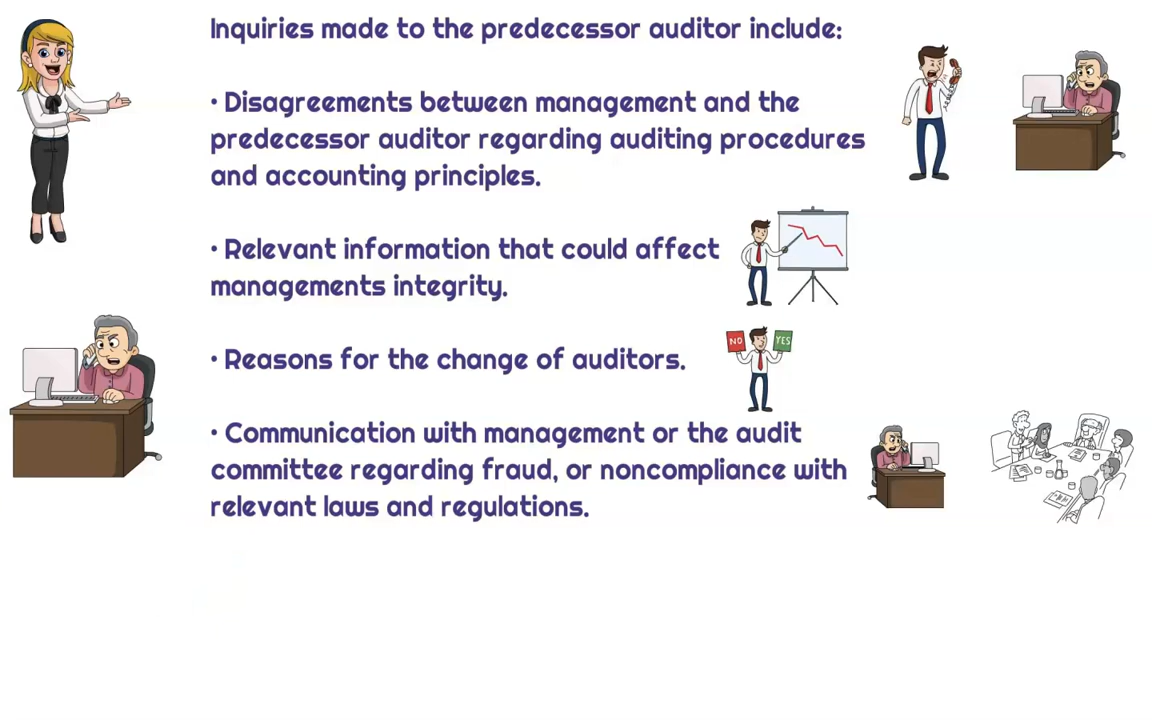 Inquiries made to the predecessor auditor include:
• Disagreements between management and the
predecessor auditor regarding auditing procedures
and accounting principles.
• Relevant information that could affect
managements integrity.
NO YES
• Reasons for the change of auditors.
• Communication with management or the audit
committee regarding fraud, or noncompliance with
relevant laws and regulations.